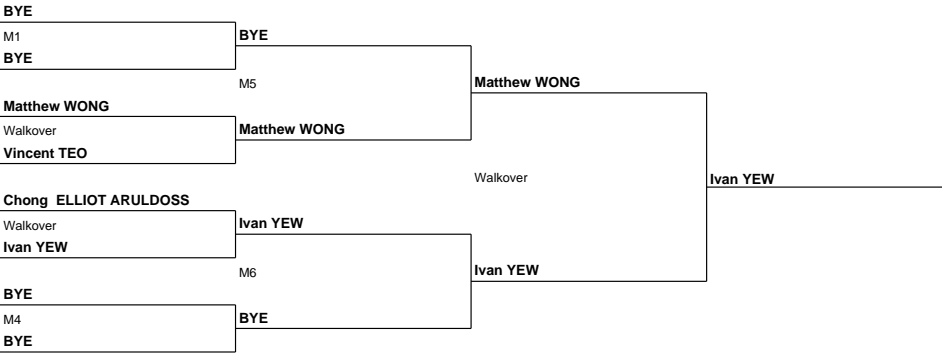 BYE
M1
BYE
BYE
M5
Matthew WONG
Matthew WONG
Walkover
Matthew WONG
Vincent TEO
Walkover
Ivan YEW
Chong  ELLIOT ARULDOSS
Walkover
Ivan YEW
Ivan YEW
M6
Ivan YEW
BYE
M4
BYE
BYE